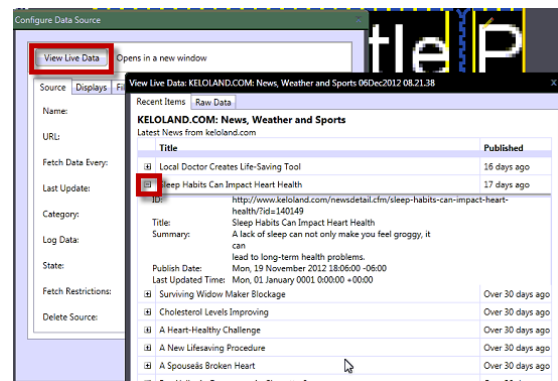 Configure Data Source
tle P
View Live Data
Opens in a new window
Source
Displays
Name:
URL:
Fetch Data Every:
Last Update:
Category:
Log Data:
State:
Fetch Restrictions:
Delete Source:
View Live Data: KELOLAND.COM: News, Weather and Sports 06Dec2012 08.21.38
X
Recent Items
Raw Data
KELOLAND.COM: News, Weather and Sports
Latest News from keloland.com
Title Published
Local Doctor Creates Life-Saving Tool 16 days ago
Sleep Habits Can Impact Heart Health 17 days ago
ID: http://www.keloland.com/newsdetail.cfm/sleep-habits-can-impact-heart-
health/?id=140149
Title: Sleep Habits Can Impact Heart Health
Summary: A lack of sleep can not only make you feel groggy, it
can
lead to long-term health problems.
Publish Date: Mon, 19 November 2012 18:06:00 -06:00
Last Updated Time: Mon, 01 January 0001 0:00:00 +00:00
Surviving Widow Maker Blockage Over 30 days ago
Cholesterol Levels Improving Over 30 days ago
A Heart-Healthy Challenge Over 30 days ago
A New Lifesaving Procedure Over 30 days ago
A Spouseãs Broken Heart Over 30 days ago